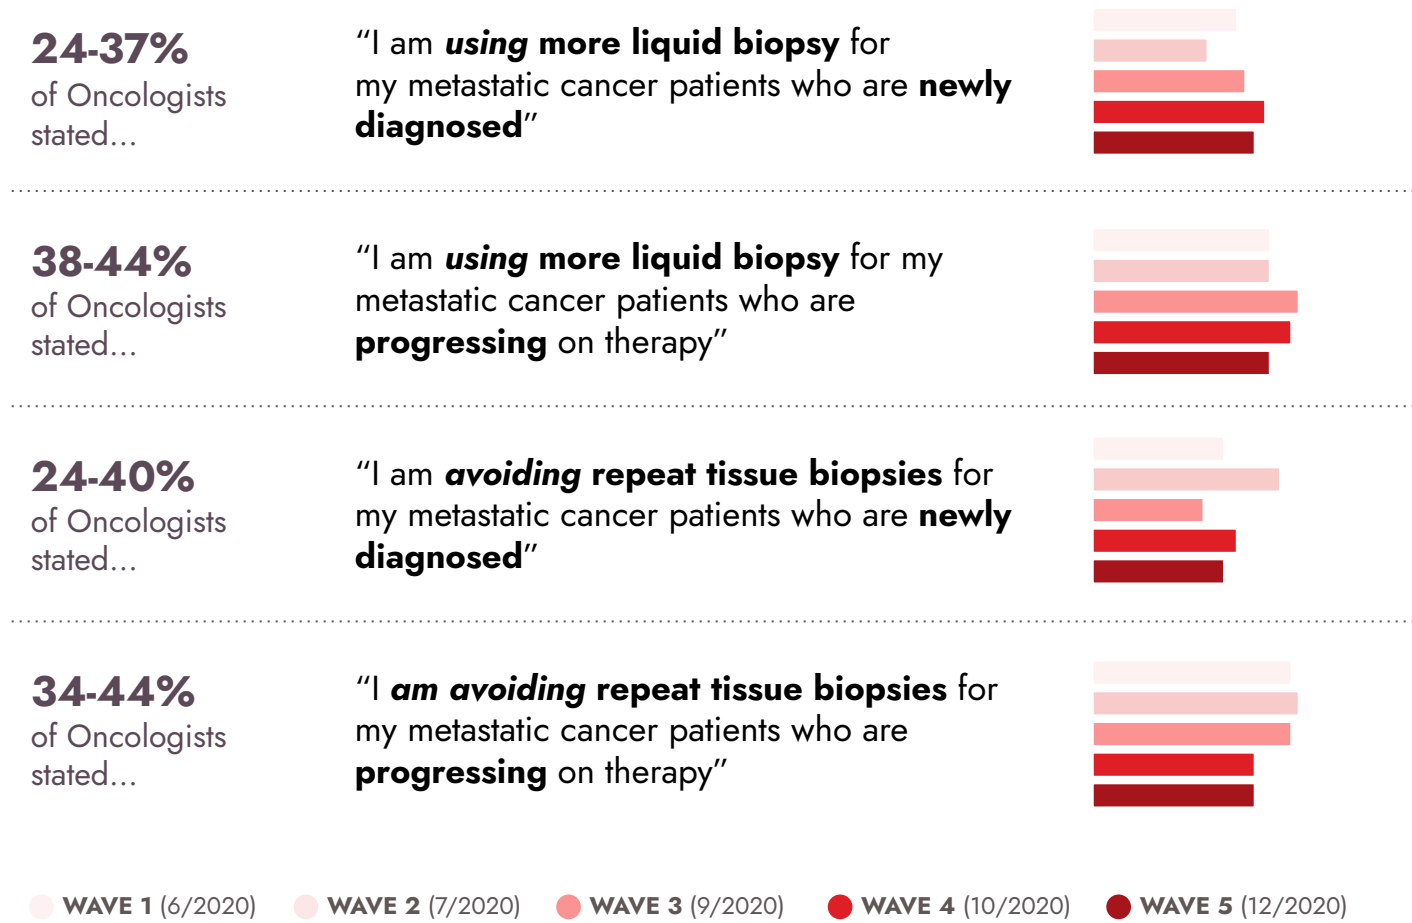 24-37%
of Oncologists
stated...
“I am using more liquid biopsy for
my metastatic cancer patients who are newly
diagnosed”
38-44%
of Oncologists
stated...
“I am using more liquid biopsy for my
metastatic cancer patients who are
progressing on therapy”
24-40%
of Oncologists
stated...
“I am avoiding repeat tissue biopsies for
my metastatic cancer patients who are newly
diagnosed”
34-44%
of Oncologists
stated...
“I am avoiding repeat tissue biopsies for
my metastatic cancer patients who are
progressing on therapy”
WAVE 1 (6/2020) WAVE 2 (7/2020) WAVE 3 (9/2020) WAVE 4 (10/2020) WAVE 5 (12/2020)